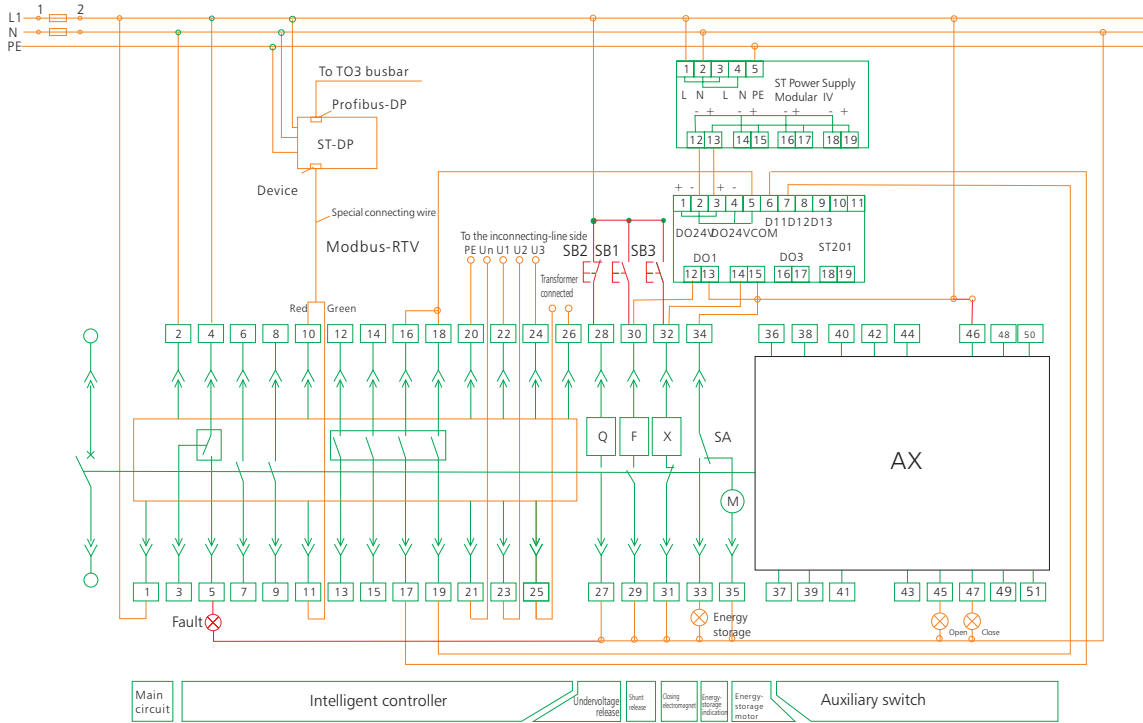 1 2
L1
N
PE
To TO3 busbar
Profibus-DP
ST-DP
Device
Special connecting wire
Modbus-RTV
Red Green
1 2 3 4 5
L N L N PE
ST Power Supply
Modular IV
- + - + - + - +
12 13 14 15 16 17 18 19
+ - + -
1 2 3 4 5 6 7 8 9 10 11
D11D12D13
DO24V DO24VCOM
ST201
DO1 DO3
12 13 14 15 16 17 18 19
To the inconnecting-line side
PE Un U1 U2 U3
Transformer
connected
SB2 SB1 SB3
2 4 6 8 10 12 14 16 18 20 22 24 26 28 30 32 34 36 38 40 42 44 46 48 50
Q F X SA
M
AX
1 3 5 7 9 11 13 15 17 19 21 23 25 27 29 31 33 35 37 39 41 43 45 47 49 51
Fault
Energy
storage
Open Close
Main
circuit
Intelligent controller
Undervoltage
release
Shunt
release
Closing
electromagnet
Energy-
storage
indication
Energy-
storage
motor
Auxiliary switch